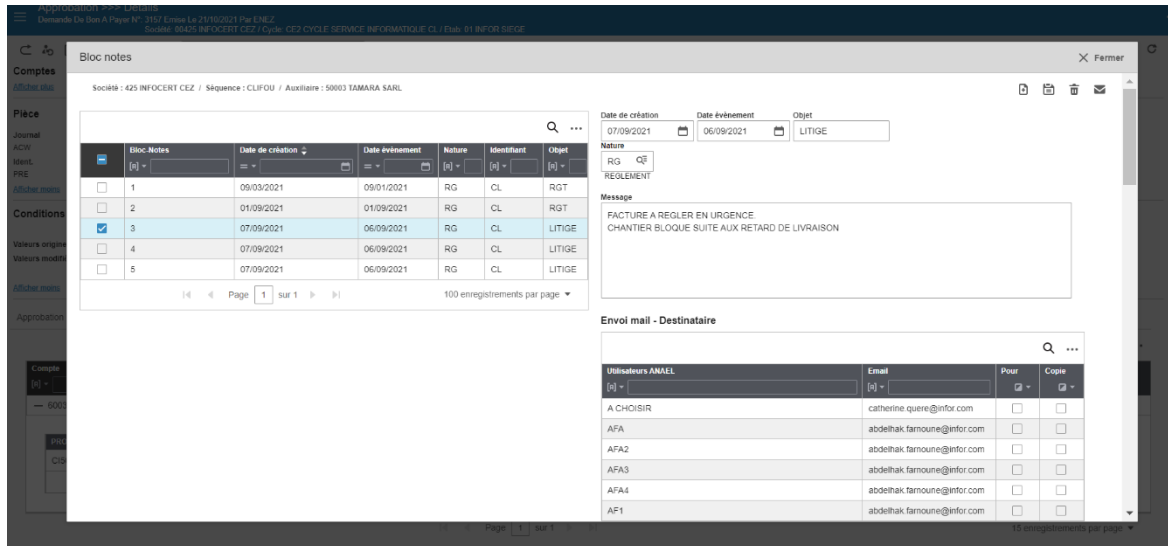 Approbation >>> Détails
Demande De Bon A Payer N°: 3157 Emise Le 21/10/2021 Par ENEZ
Société: 00425 INFOCERT CEZ / Cycle: CE2 CYCLE SERVICE INFORMATIQUE CL / Etab: 01 INFOR SIEGE
Bloc notes
Fermer
Comptes
Afficher plus
Société : 425 INFOCERT CEZ / Séquence : CLIFOU / Auxiliaire : 50003 TAMARA SARL
Pièce
Journal
ACW
Ident.
PRE
Afficher moins
Conditions
Valeurs origine
Valeurs modifi
Afficher moins
Approbation
Compte
PRO
Bloc-Notes Date de création Date évènement Nature Identifiant Objet
1 09/03/2021 09/01/2021 RG CL RGT
2 01/09/2021 01/09/2021 RG CL RGT
3 07/09/2021 06/09/2021 RG CL LITIGE
4 07/09/2021 06/09/2021 RG CL LITIGE
5 07/09/2021 06/09/2021 RG CL LITIGE
Page 1 sur 1 100 enregistrements par page
Date de création Date évènement Objet
07/09/2021 06/09/2021 LITIGE
Nature
RG
REGLEMENT
Message
FACTURE A REGLER EN URGENCE.
CHANTIER BLOQUE SUITE AUX RETARD DE LIVRAISON
Envoi mail - Destinataire
Utilisateurs ANAEL Email Pour Copie
A CHOISIR catherine.quere@infor.com
AFA abdelhak.farnoune@infor.com
AFA2 abdelhak.farnoune@infor.com
AFA3 abdelhak.farnoune@infor.com
AFA4 abdelhak.farnoune@infor.com
AF1 abdelhak.farnoune@infor.com
Page 1 sur 1 15 enregistrements par page